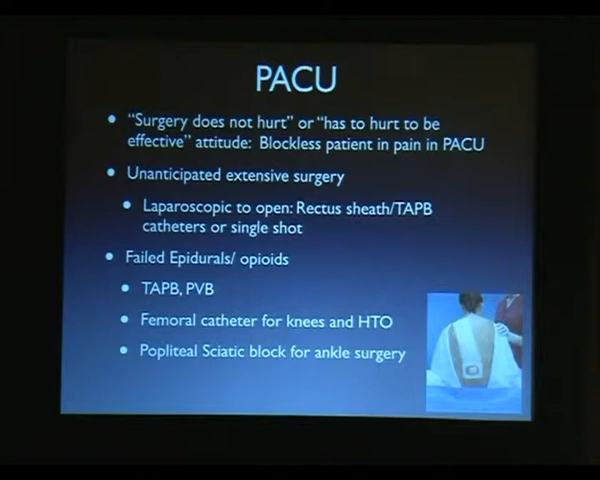 PACU
• "Surgery does not hurt" or "has to hurt to be
effective" attitude: Blockless patient in pain in PACU
• Unanticipated extensive surgery
• Laparoscopic to open: Rectus sheath/TAPB
catheters or single shot
• Failed Epidurals/ opioids
• TAPB, PVB
• Femoral catheter for knees and HTO
• Popliteal Sciatic block for ankle surgery